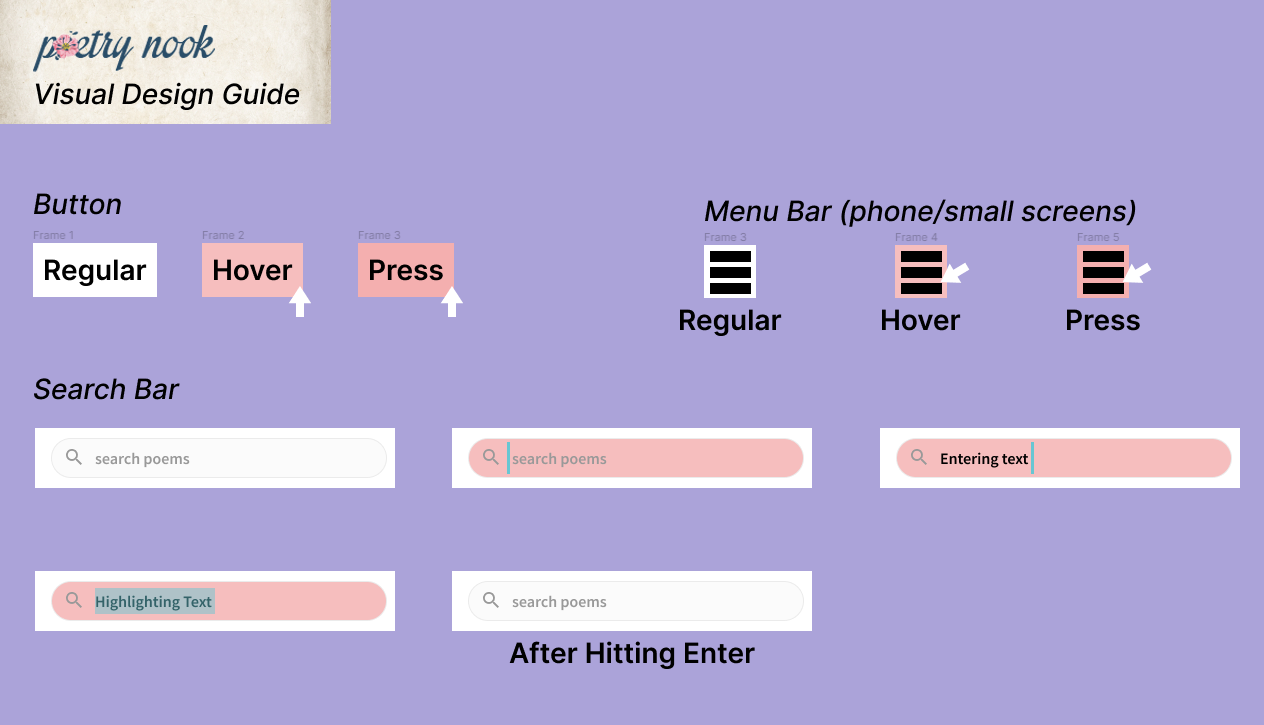 poetry nook
Visual Design Guide
Button
Frame 1
Frame 2
Frame 3
Regular
Hover
Press
Menu Bar (phone/small screens)
Frame 3
Frame 4
Frame 5
Regular
Hover
Press
Search Bar
search poems
search poems
Entering text
Highlighting Text
search poems
After Hitting Enter